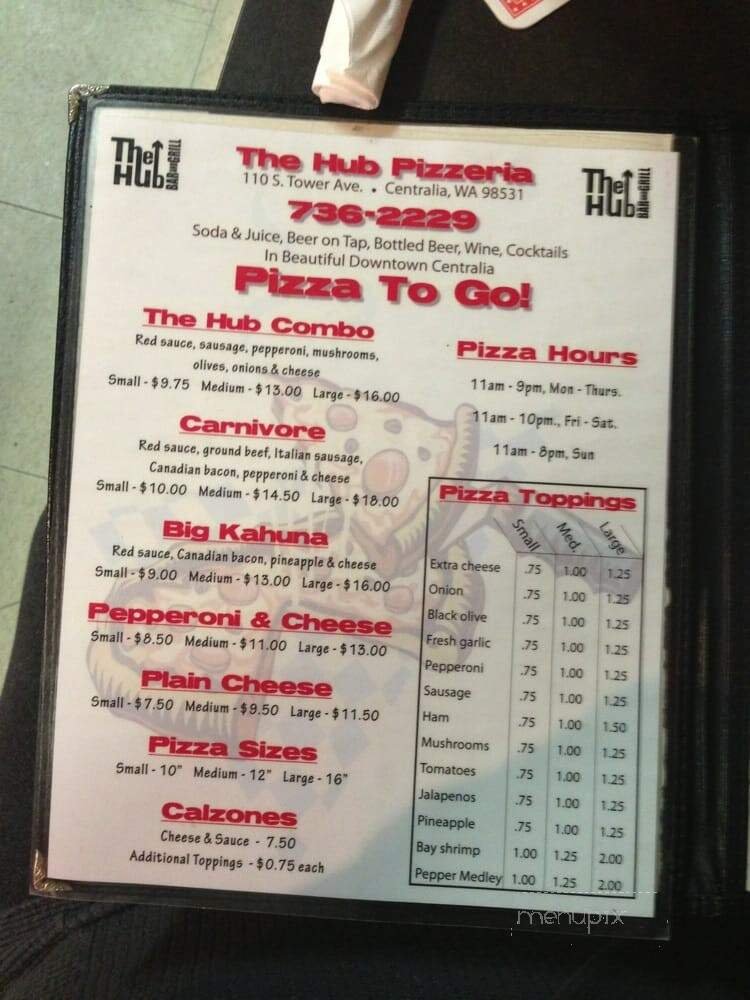 The Hub BAR AND GRILL
The Hub Pizzeria
110 S. Tower Ave. • Centralia, WA 98531
736-2229
The Hub BAR AND GRILL
Soda & Juice, Beer on Tap, Bottled Beer, Wine, Cocktails
In Beautiful Downtown Centralia
Pizza To Go!
The Hub Combo
Red sauce, sausage, pepperoni, mushrooms,
olives, onions & cheese
Small - $9.75 Medium - $13.00 Large - $16.00
Carnivore
Red sauce, ground beef, Italian sausage,
Canadian bacon, pepperoni & cheese
Small - $10.00 Medium - $14.50 Large - $18.00
Big Kahuna
Red sauce, Canadian bacon, pineapple & cheese
Small - $9.00 Medium - $13.00 Large - $16.00
Pepperoni & Cheese
Small - $8.50 Medium - $11.00 Large - $13.00
Plain Cheese
Small - $7.50 Medium - $9.50 Large - $11.50
Pizza Sizes
Small - 10" Medium - 12" Large - 16"
Calzones
Cheese & Sauce - 7.50
Additional Toppings - $0.75 each
Pizza Hours
11am - 9pm, Mon - Thurs.
11am - 10pm., Fri - Sat.
11am - 8pm, Sun
Pizza Toppings
Small Med. Large
Extra cheese .75 1.00 1.25
Onion .75 1.00 1.25
Black olive .75 1.00 1.25
Fresh garlic .75 1.00 1.25
Pepperoni .75 1.00 1.25
Sausage .75 1.00 1.25
Ham .75 1.00 1.50
Mushrooms .75 1.00 1.25
Tomatoes .75 1.00 1.25
Jalapenos .75 1.00 1.25
Pineapple .75 1.00 1.25
Bay shrimp 1.00 1.25 2.00
Pepper Medley 1.00 1.25 2.00
menupix